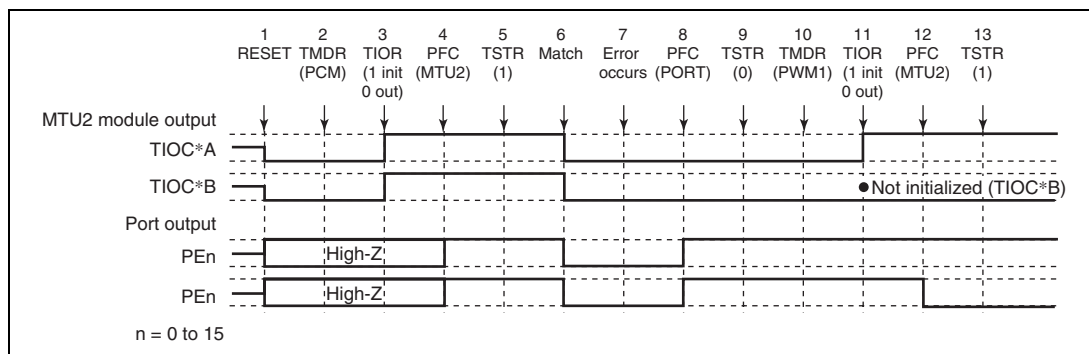 1 2 3 4 5 6 7 8 9 10 11 12 13
RESET TMDR TIOR PFC TSTR Match Error PFC TSTR TMDR TIOR PFC TSTR
(PCM) (1 init (MTU2) (1) occurs (PORT) (0) (PWM1) (1 init (MTU2) (1)
0 out) 0 out)
MTU2 module output
TIOC*A
TIOC*B
●Not initialized (TIOC*B)
Port output
PEn
High-Z
PEn
High-Z
n = 0 to 15